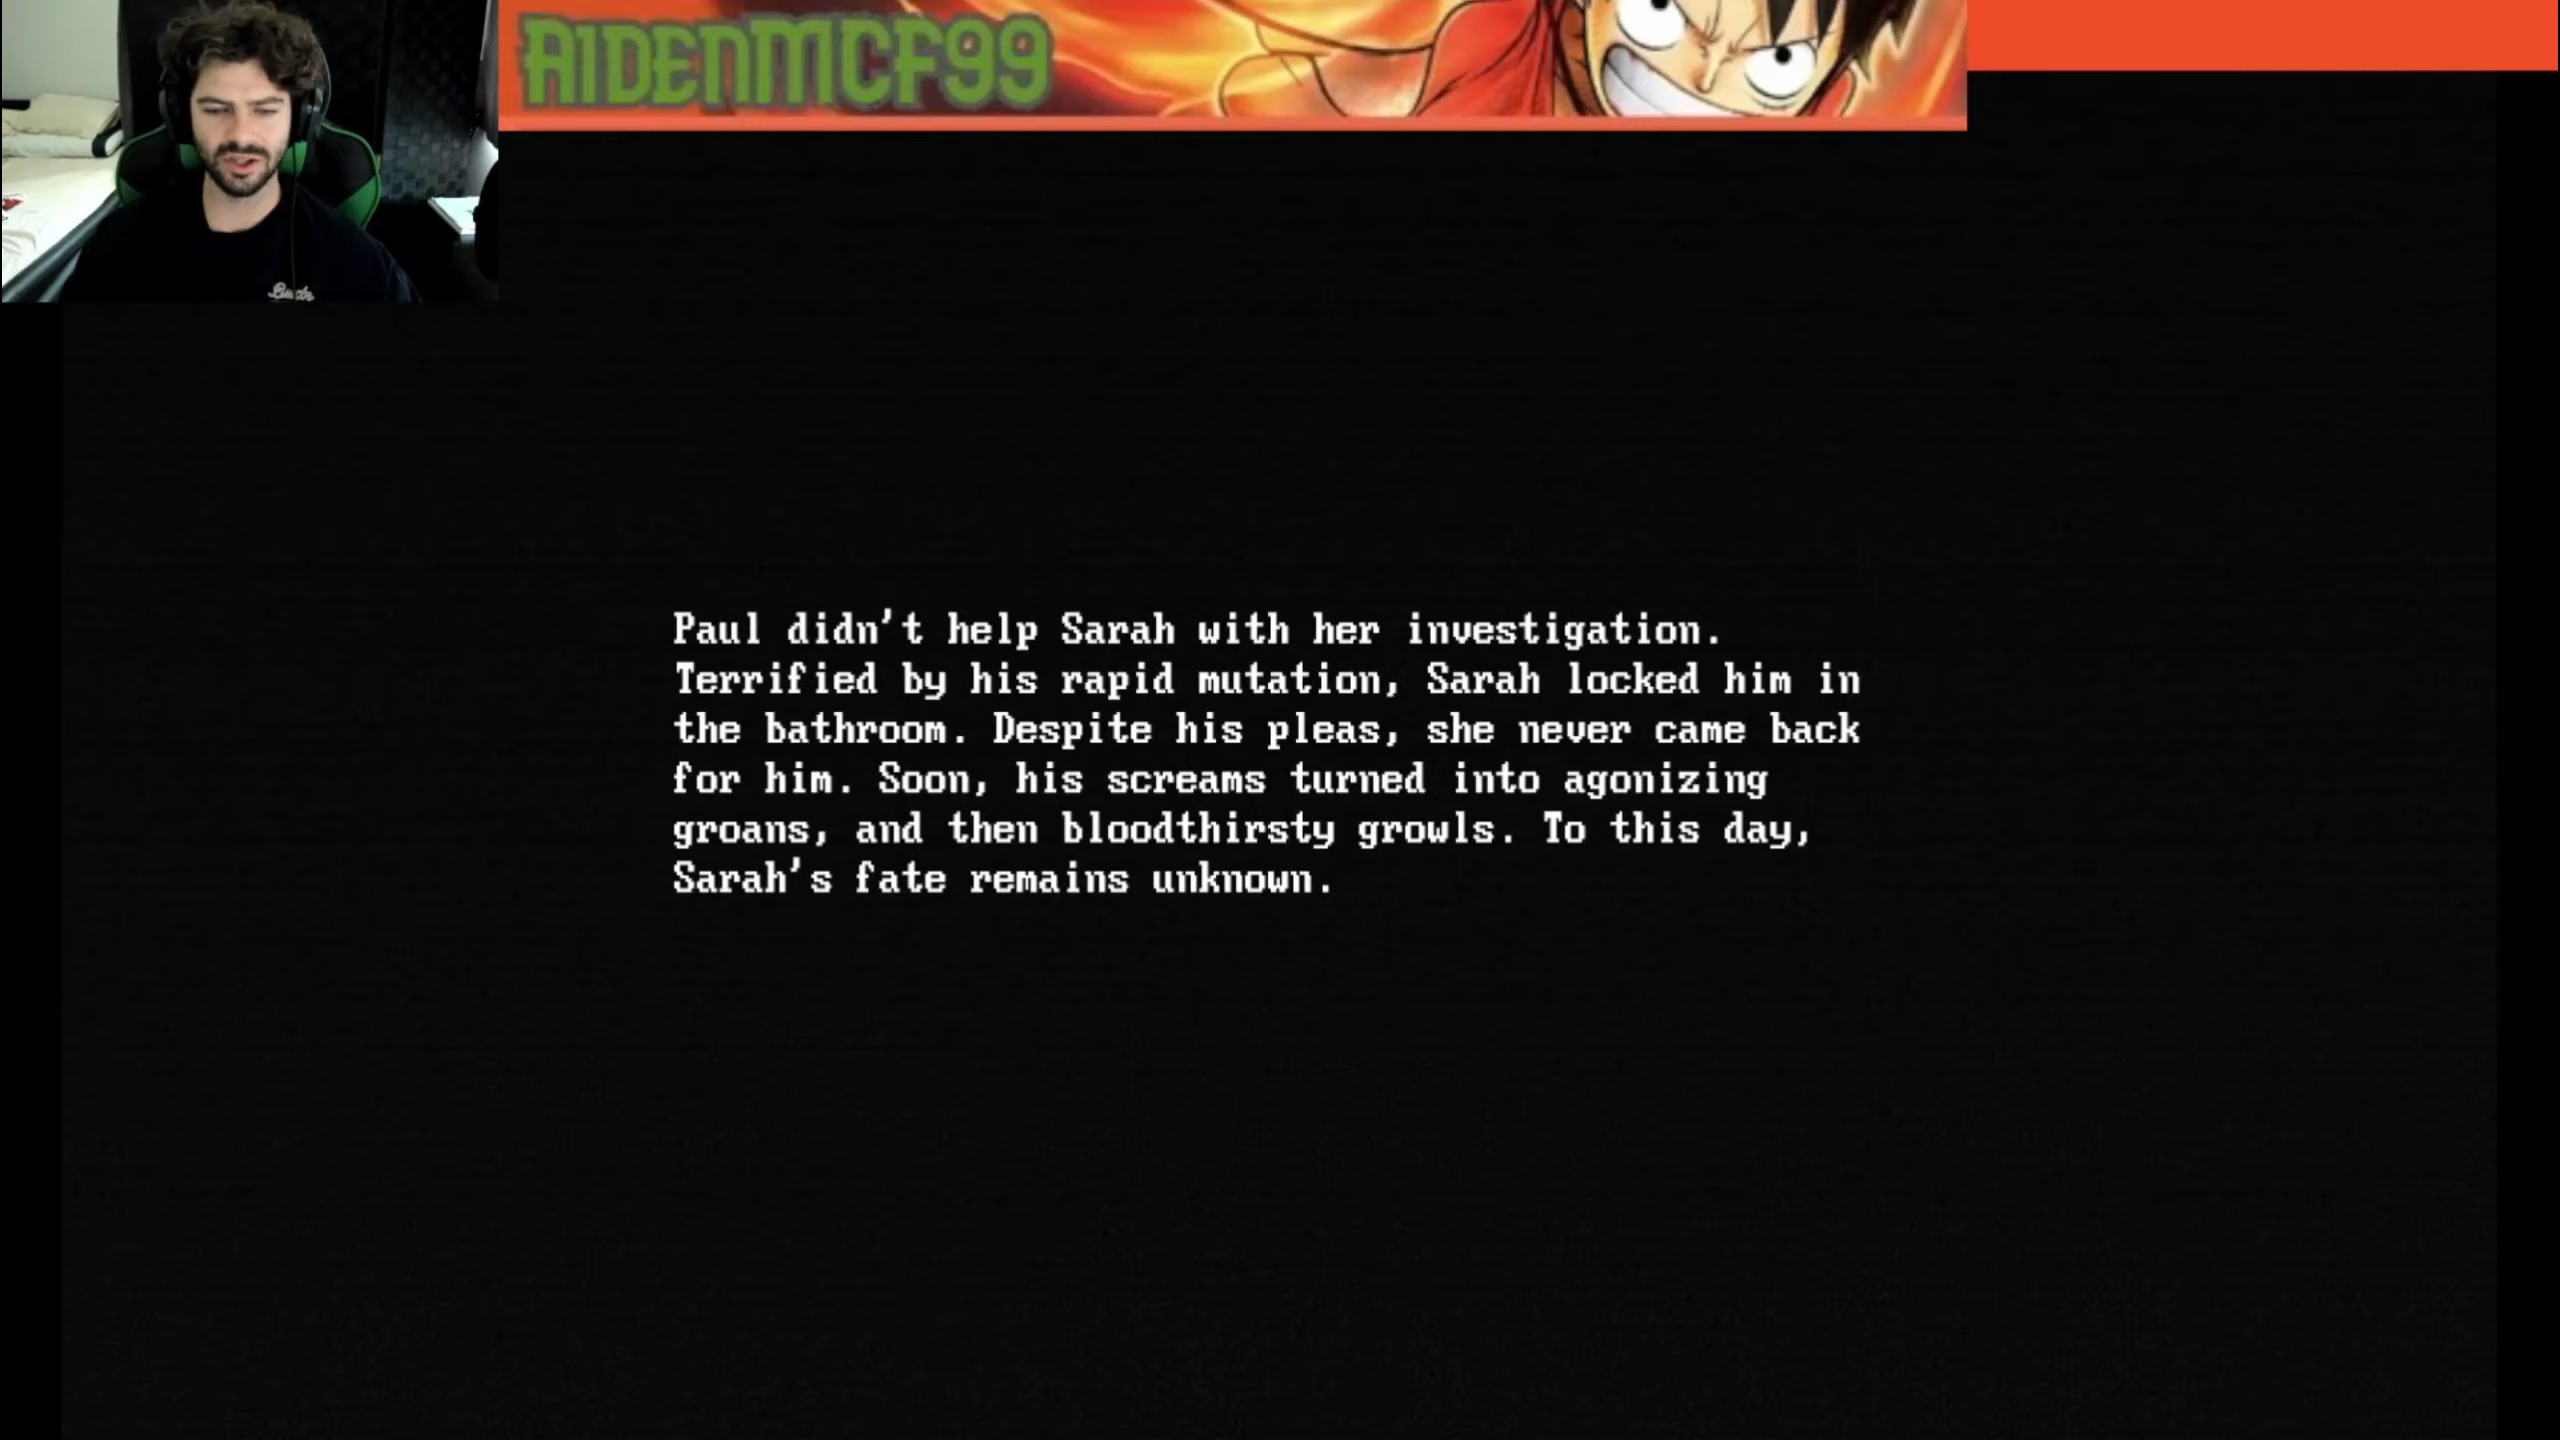 AIDENMCF99
Paul didn't help Sarah with her investigation.
Terrified by his rapid mutation, Sarah locked him in
the bathroom. Despite his pleas, she never came back
for him. Soon, his screams turned into agonizing
groans, and then bloodthirsty growls. To this day,
Sarah's fate remains unknown.